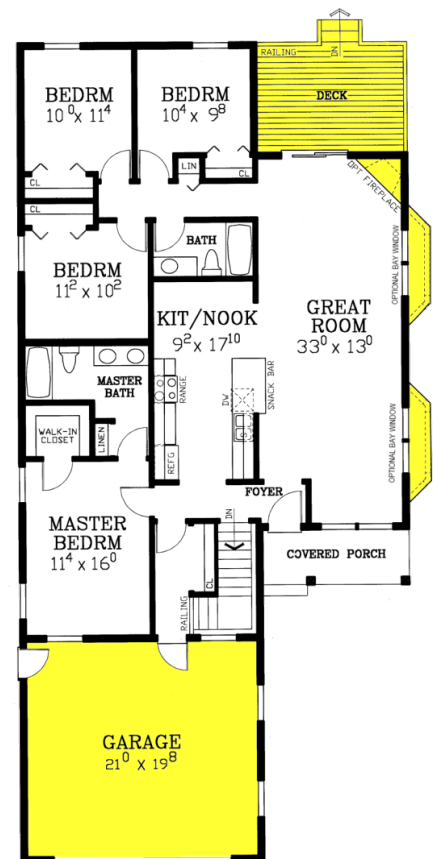 RAILING
DN
DECK
BEDRM
10⁰ x 11⁴
BEDRM
10⁴ x 9⁸
LIN
CL
CL
OPT FIREPLACE
CL
BATH
OPTIONAL BAY WINDOW
BEDRM
11² x 10²
KIT/NOOK
9² x 17¹⁰
GREAT
ROOM
33⁰ x 13⁰
MASTER
BATH
RANGE
DW
SNACK BAR
S
WALK-IN
CLOSET
LINEN
REFG
OPTIONAL BAY WINDOW
FOYER
DN
MASTER
BEDRM
11⁴ x 16⁰
COVERED PORCH
CL
RAILING
GARAGE
21⁰ x 19⁸